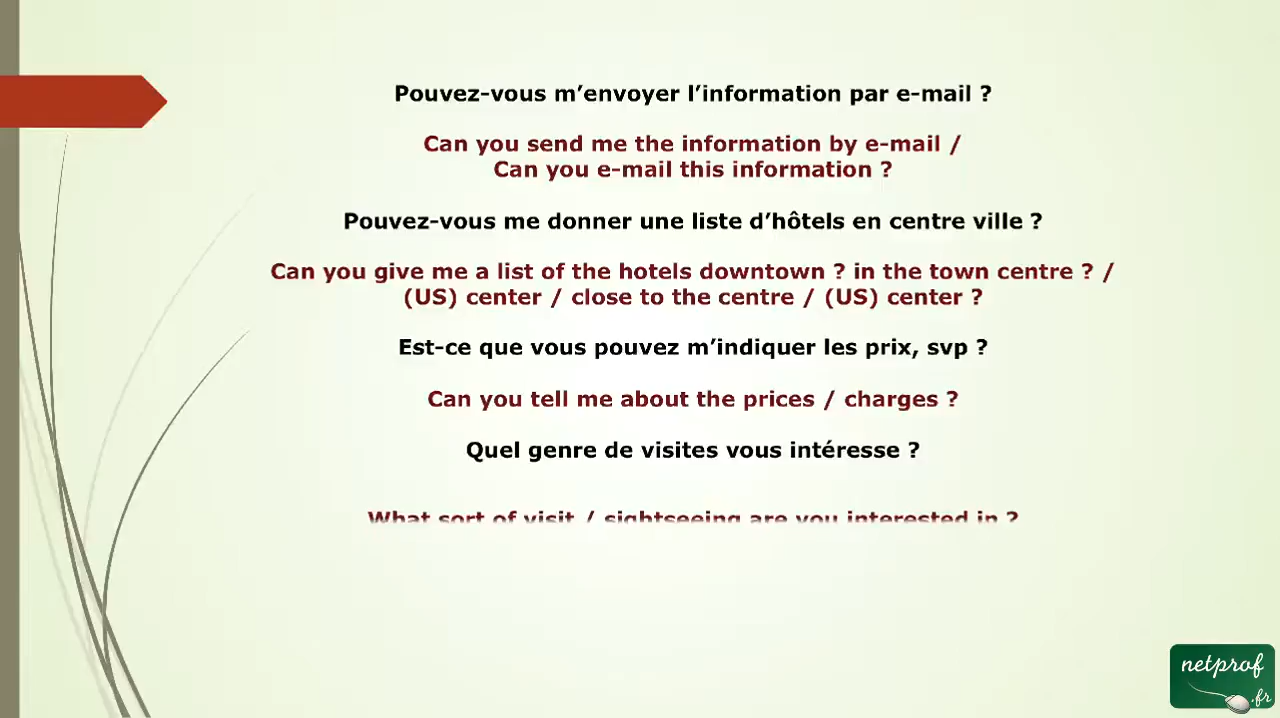 Pouvez-vous m’envoyer l’information par e-mail ?
Can you send me the information by e-mail /
Can you e-mail this information ?
Pouvez-vous me donner une liste d’hôtels en centre ville ?
Can you give me a list of the hotels downtown ? in the town centre ? /
(US) center / close to the centre / (US) center ?
Est-ce que vous pouvez m’indiquer les prix, svp ?
Can you tell me about the prices / charges ?
Quel genre de visites vous intéresse ?
What sort of visit / sightseeing are you interested in ?
netprof
.fr